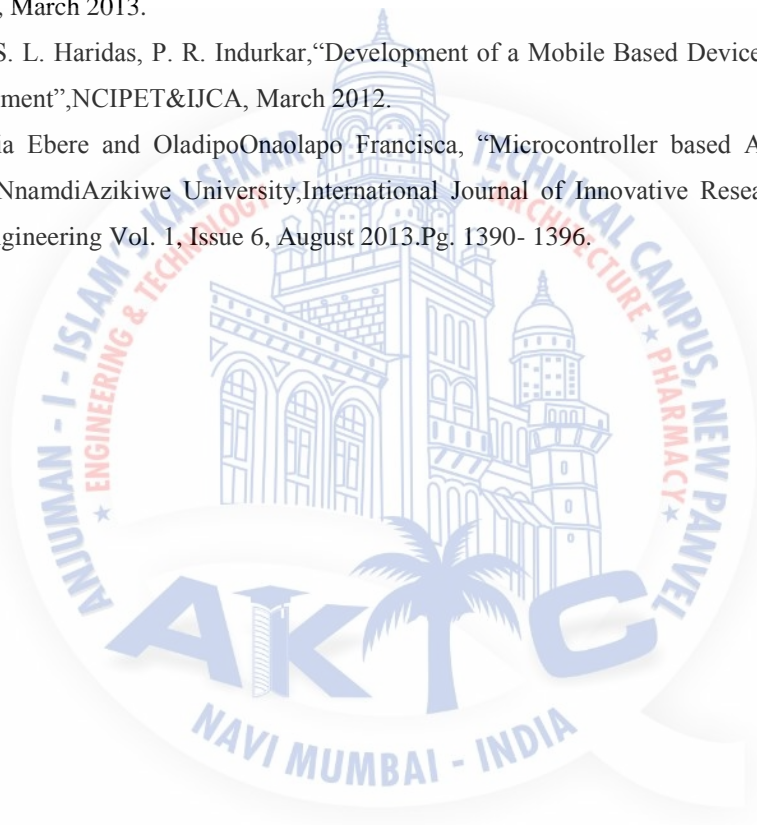 , March 2013.
S. L. Haridas, P. R. Indurkar,“Development of a Mobile Based Device
ment”,NCIPET&IJCA, March 2012.
ia Ebere and OladipoOnaolapo Francisca, “Microcontroller based A
NnamdiAzikiwe University,International Journal of Innovative Resea
gineering Vol. 1, Issue 6, August 2013.Pg. 1390- 1396.
ANJUMAN - I - ISLAM'S KALSEKAR TECHNICAL CAMPUS, NEW PANVEL
★ ENGINEERING & TECHNOLOGY ★ ARCHITECTURE ★ PHARMACY ★
AKTC
NAVI MUMBAI - INDIA